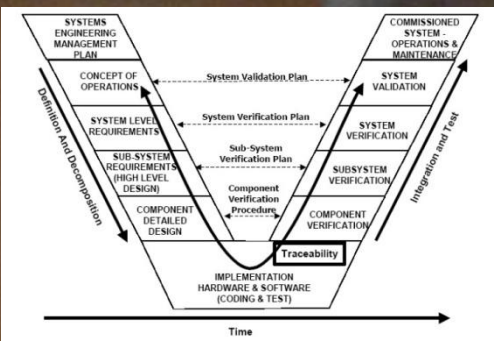 SYSTEMS
ENGINEERING
MANAGEMENT
PLAN
CONCEPT OF
OPERATIONS
SYSTEM LEVEL
REQUIREMENTS
SUB-SYSTEM
REQUIREMENTS
(HIGH LEVEL
DESIGN)
COMPONENT
DETAILED
DESIGN
Definition And Decomposition
System Validation Plan
System Verification Plan
Sub-System
Verification Plan
Component
Verification
Procedure
COMMISSIONED
SYSTEM -
OPERATIONS &
MAINTENANCE
SYSTEM
VALIDATION
SYSTEM
VERIFICATION
SUBSYSTEM
VERIFICATION
COMPONENT
VERIFICATION
Integration and Test
Traceability
IMPLEMENTATION
HARDWARE & SOFTWARE
(CODING & TEST)
Time